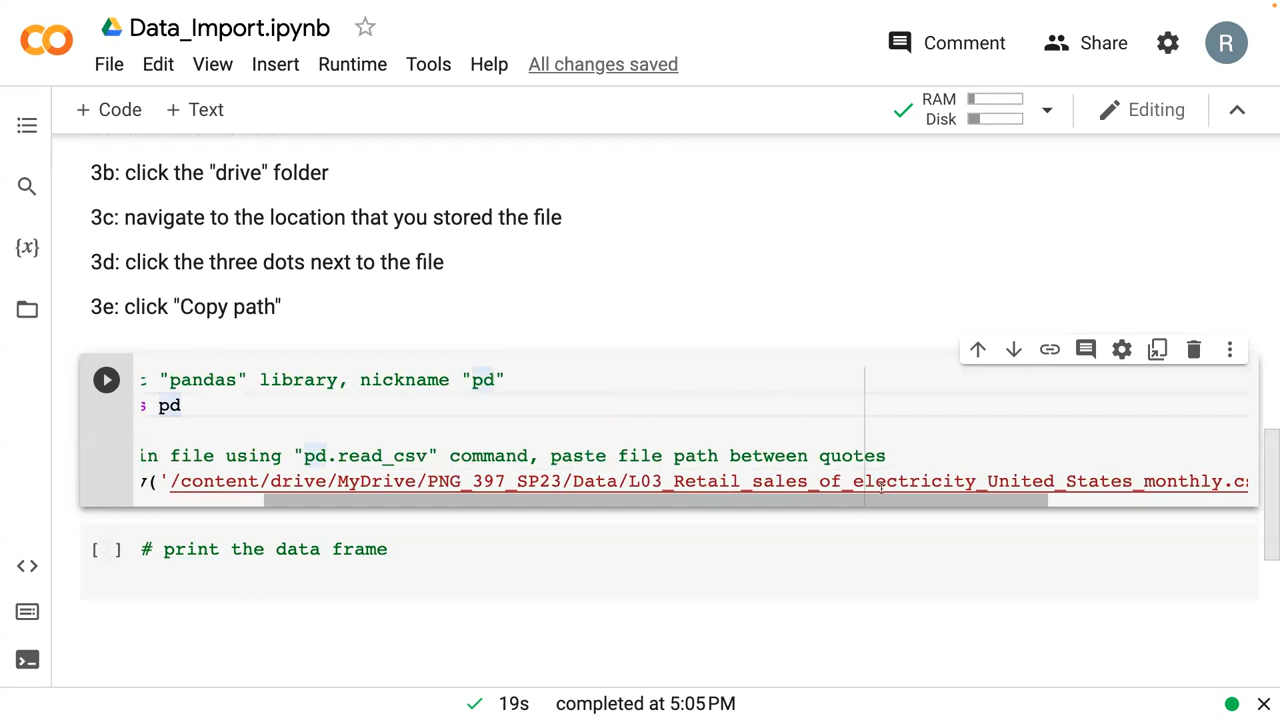 Data_Import.ipynb
Comment
Share
R
File Edit View Insert Runtime Tools Help All changes saved
+ Code + Text
RAM
Disk
Editing
3b: click the "drive" folder
3c: navigate to the location that you stored the file
3d: click the three dots next to the file
3e: click "Copy path"
"pandas" library, nickname "pd"
s pd
in file using "pd.read_csv" command, paste file path between quotes
('/content/drive/MyDrive/PNG_397_SP23/Data/L03_Retail_sales_of_electricity_United_States_monthly.cs
[ ] # print the data frame
19s completed at 5:05 PM